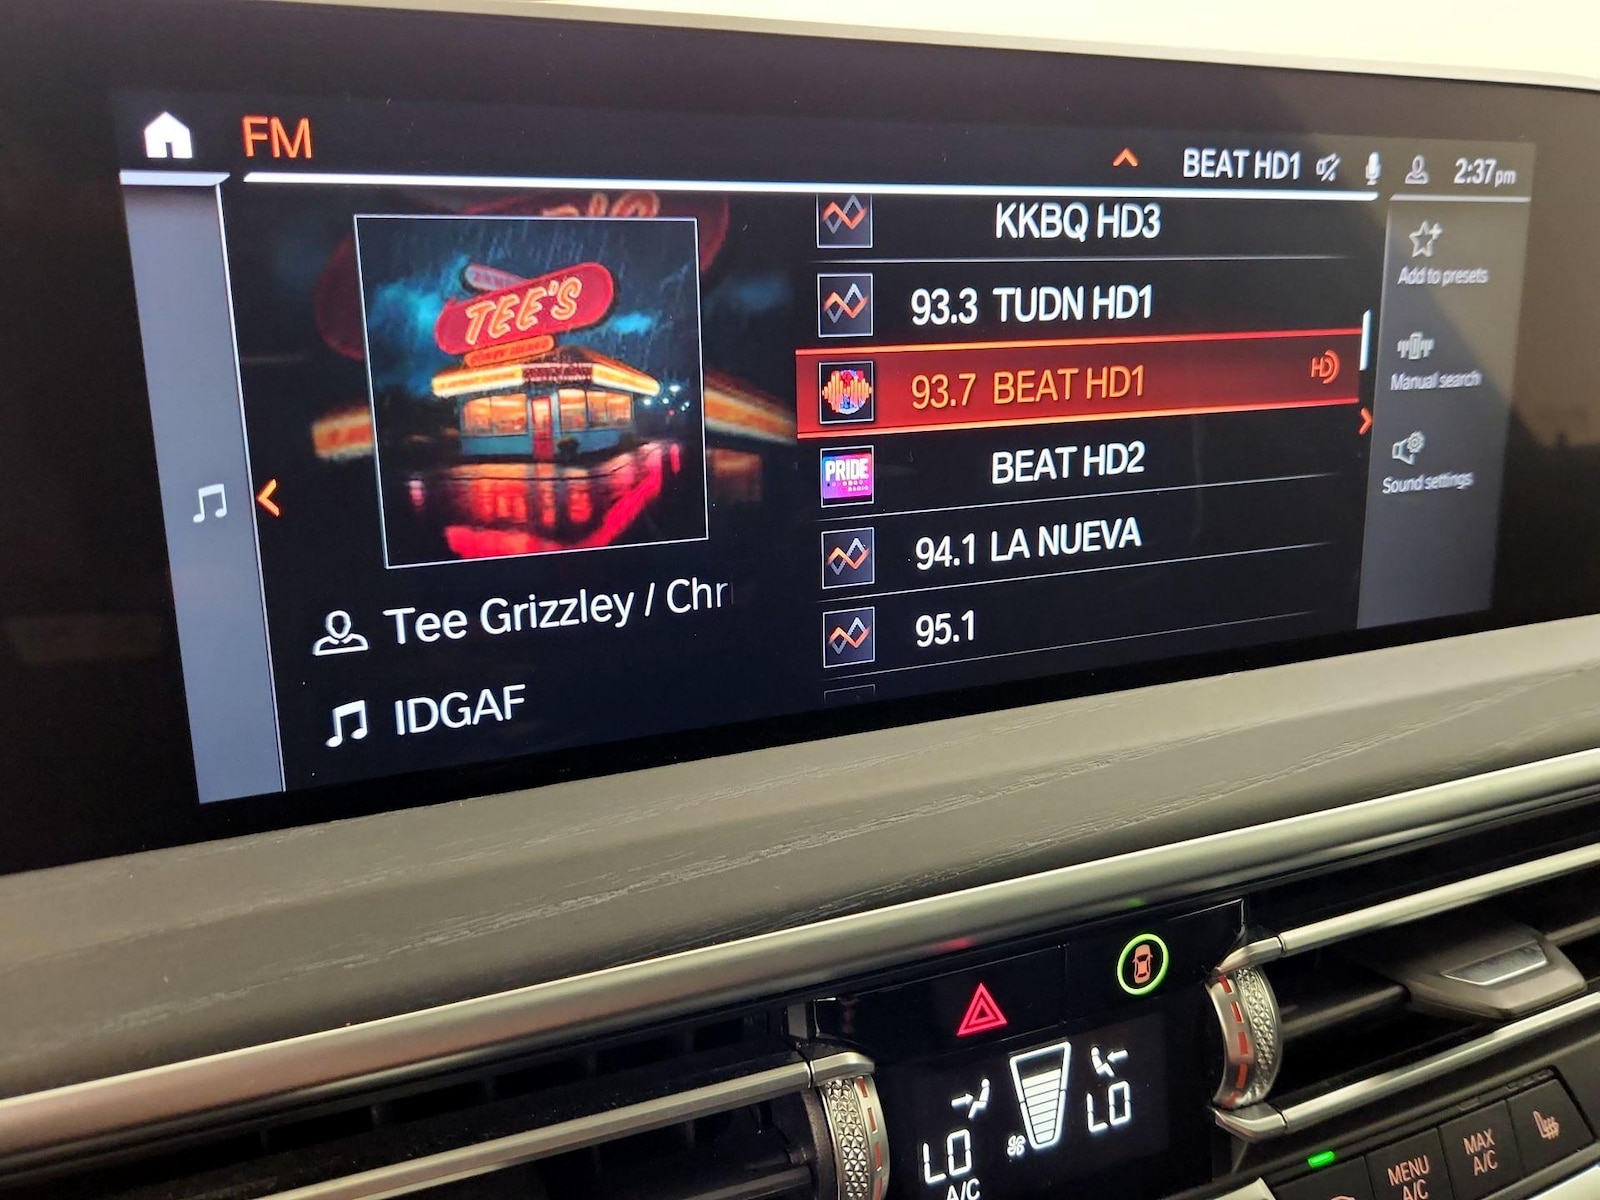 FM
BEAT HD1
2:37pm
TEE'S
Tee Grizzley / Chr
IDGAF
KKBQ HD3
93.3 TUDN HD1
93.7 BEAT HD1 HD
PRIDE
RADIO
BEAT HD2
94.1 LA NUEVA
95.1
Add to presets
Manual search
Sound settings
LO
A/C
LO
MENU
A/C
MAX
A/C